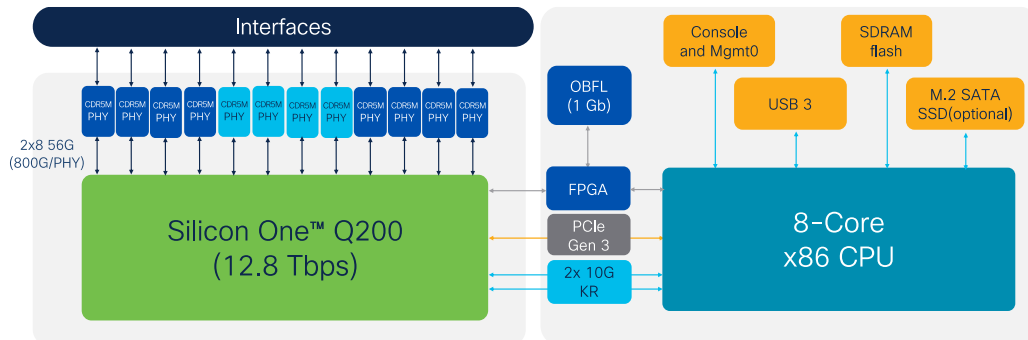 Interfaces
CDR5M
PHY
CDR5M
PHY
CDR5M
PHY
CDR5M
PHY
CDR5M
PHY
CDR5M
PHY
CDR5M
PHY
CDR5M
PHY
CDR5M
PHY
CDR5M
PHY
CDR5M
PHY
CDR5M
PHY
2x8 56G
(800G/PHY)
Silicon One™ Q200
(12.8 Tbps)
OBFL
(1 Gb)
FPGA
PCIe
Gen 3
2x 10G
KR
Console
and Mgmt0
USB 3
SDRAM
flash
M.2 SATA
SSD(optional)
8-Core
x86 CPU